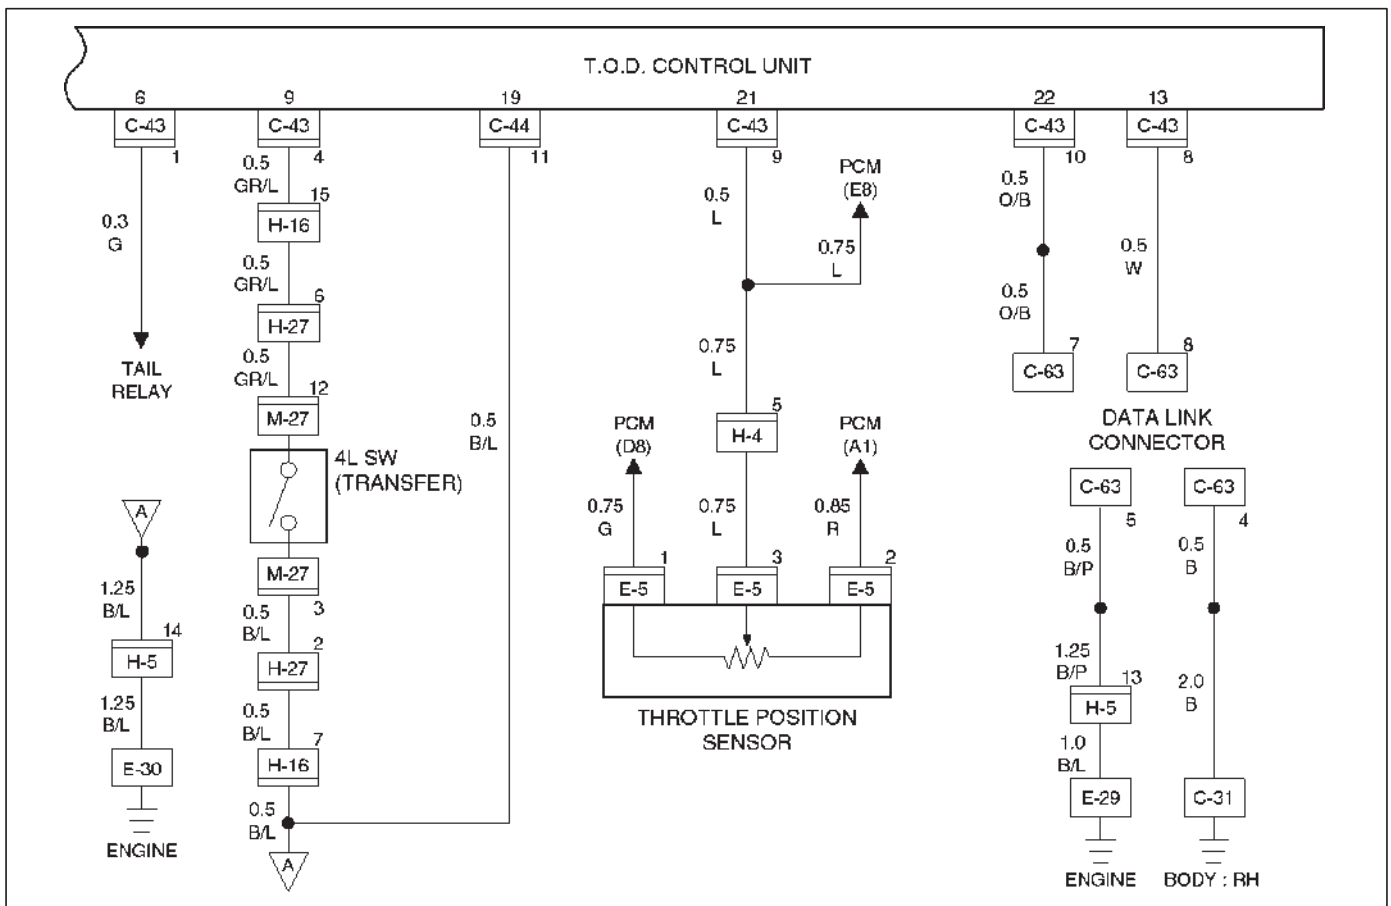 T.O.D. CONTROL UNIT
6 9 19 21 22 13
C-43 C-43 C-44 C-43 C-43 C-43
1 4 11 9 10 8
0.3
G
TAIL
RELAY
0.5
GR/L
15
H-16
0.5
GR/L
6
H-27
0.5
GR/L
12
M-27
4L SW
(TRANSFER)
M-27
3
0.5
B/L
2
H-27
0.5
B/L
7
H-16
0.5
B/L
A
0.5
B/L
A
1.25
B/L
14
H-5
1.25
B/L
E-30
ENGINE
0.5
L
PCM
(E8)
0.75
L
0.75
L
5
H-4
PCM
(D8)
PCM
(A1)
0.75
G
0.75
L
0.85
R
1 3 2
E-5 E-5 E-5
THROTTLE POSITION
SENSOR
0.5
O/B
0.5
O/B
7
C-63
0.5
W
8
C-63
DATA LINK
CONNECTOR
C-63
5
0.5
B/P
1.25
B/P
13
H-5
1.0
B/L
E-29
ENGINE
C-63
4
0.5
B
2.0
B
C-31
BODY : RH